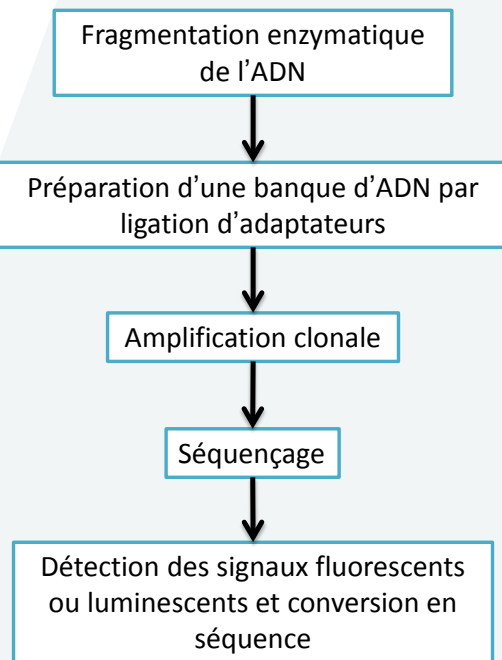 Fragmentation enzymatique
de l’ADN
Préparation d’une banque d’ADN par
ligation d’adaptateurs
Amplification clonale
Séquençage
Détection des signaux fluorescents
ou luminescents et conversion en
séquence